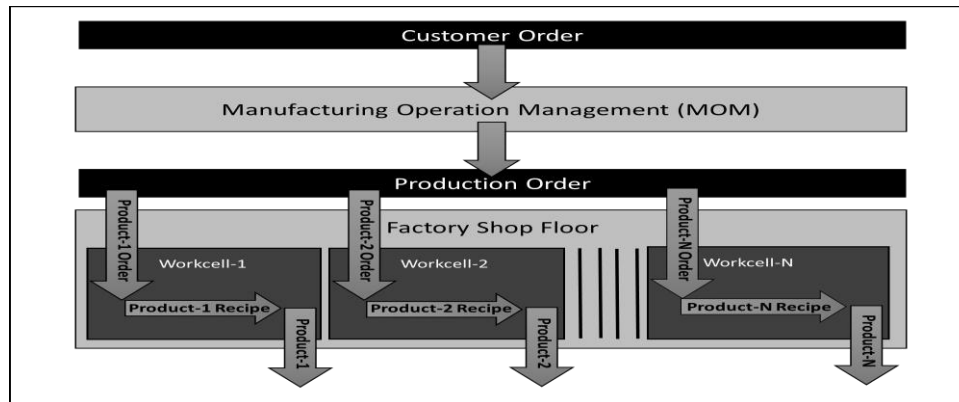 Customer Order
Manufacturing Operation Management (MOM)
Production Order
Factory Shop Floor
Product-1 Order
Workcell-1
Product-1 Recipe
Product-1
Product-2 Order
Workcell-2
Product-2 Recipe
Product-2
Product-N Order
Workcell-N
Product-N Recipe
Product-N